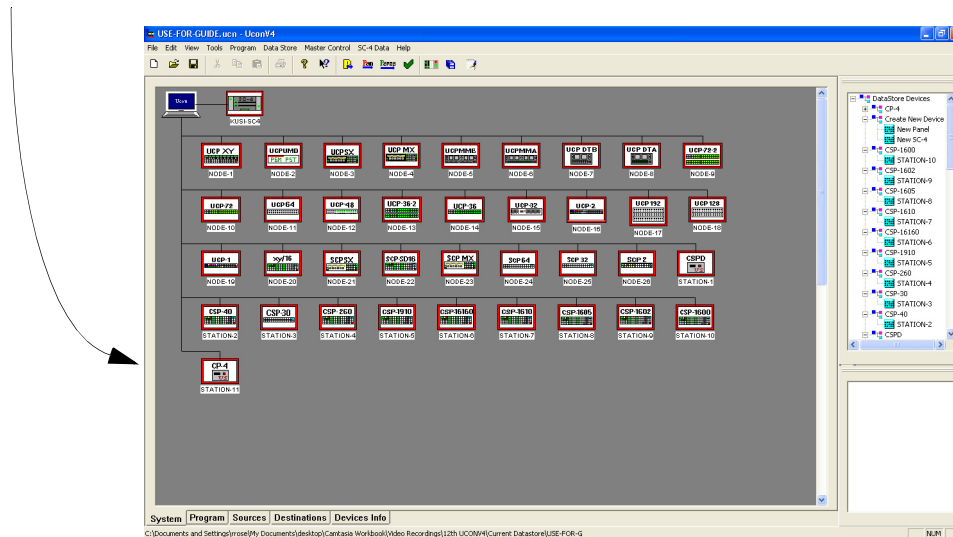 USE-FOR-GUIDE.ucn - UconV4
File Edit View Tools Program Data Store Master Control SC-4 Data Help
Ucon
KUSI-SC4
UCP XY UCPUMD UCPSX UCP MX UCPMMB UCPMMA UCP DTB UCP DTA UCP-72-2
PGM PST
NODE-1 NODE-2 NODE-3 NODE-4 NODE-5 NODE-6 NODE-7 NODE-8 NODE-9
UCP-72 UCP64 UCP-48 UCP-36-2 UCP-36 UCP-32 UCP-2 UCP192 UCP128
NODE-10 NODE-11 NODE-12 NODE-13 NODE-14 NODE-15 NODE-16 NODE-17 NODE-18
UCP-1 xy/16 SCPSX SCP SD16 SCP MX SCP64 SCP 32 SCP 2 CSPD
NODE-19 NODE-20 NODE-21 NODE-22 NODE-23 NODE-24 NODE-25 NODE-26 STATION-1
CSP-40 CSP-30 CSP-260 CSP-1910 CSP-16160 CSP-1610 CSP-1605 CSP-1602 CSP-1600
STATION-2 STATION-3 STATION-4 STATION-5 STATION-6 STATION-7 STATION-8 STATION-9 STATION-10
CP-4
STATION-11
DataStore Devices
CP-4
Create New Device
New Panel
New SC-4
CSP-1600
STATION-10
CSP-1602
STATION-9
CSP-1605
STATION-8
CSP-1610
STATION-7
CSP-16160
STATION-6
CSP-1910
STATION-5
CSP-260
STATION-4
CSP-30
STATION-3
CSP-40
STATION-2
CSPD
System Program Sources Destinations Devices Info
C:\Documents and Settings\rrose\My Documents\desktop\Camtasia Workbook\Video Recordings\12th UCONV4\Current Datastore\USE-FOR-G
NUM